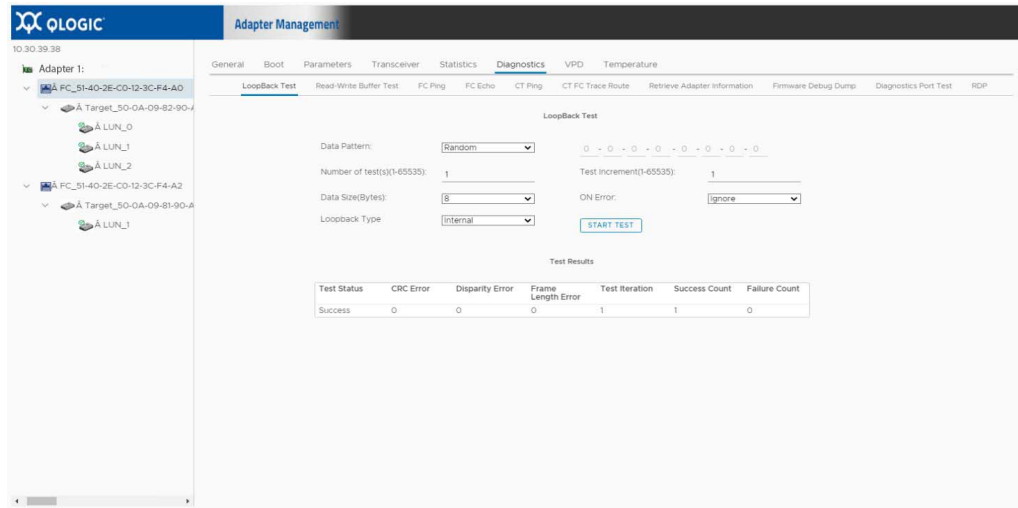 QLOGIC
Adapter Management
10.30.39.38
Adapter 1:
Â FC_51-40-2E-C0-12-3C-F4-A0
Â Target_50-0A-09-82-90-A
Â LUN_0
Â LUN_1
Â LUN_2
Â FC_51-40-2E-C0-12-3C-F4-A2
Â Target_50-0A-09-81-90-A
Â LUN_1
General Boot Parameters Transceiver Statistics Diagnostics VPD Temperature
LoopBack Test Read-Write Buffer Test FC Ping FC Echo CT Ping CT FC Trace Route Retrieve Adapter Information Firmware Debug Dump Diagnostics Port Test RDP
LoopBack Test
Data Pattern: Random 0 - 0 - 0 - 0 - 0 - 0 - 0 - 0
Number of test(s)(1-65535): 1 Test Increment(1-65535): 1
Data Size(Bytes): 8 ON Error: Ignore
Loopback Type Internal START TEST
Test Results
Test Status CRC Error Disparity Error Frame Length Error Test Iteration Success Count Failure Count
Success 0 0 0 1 1 0